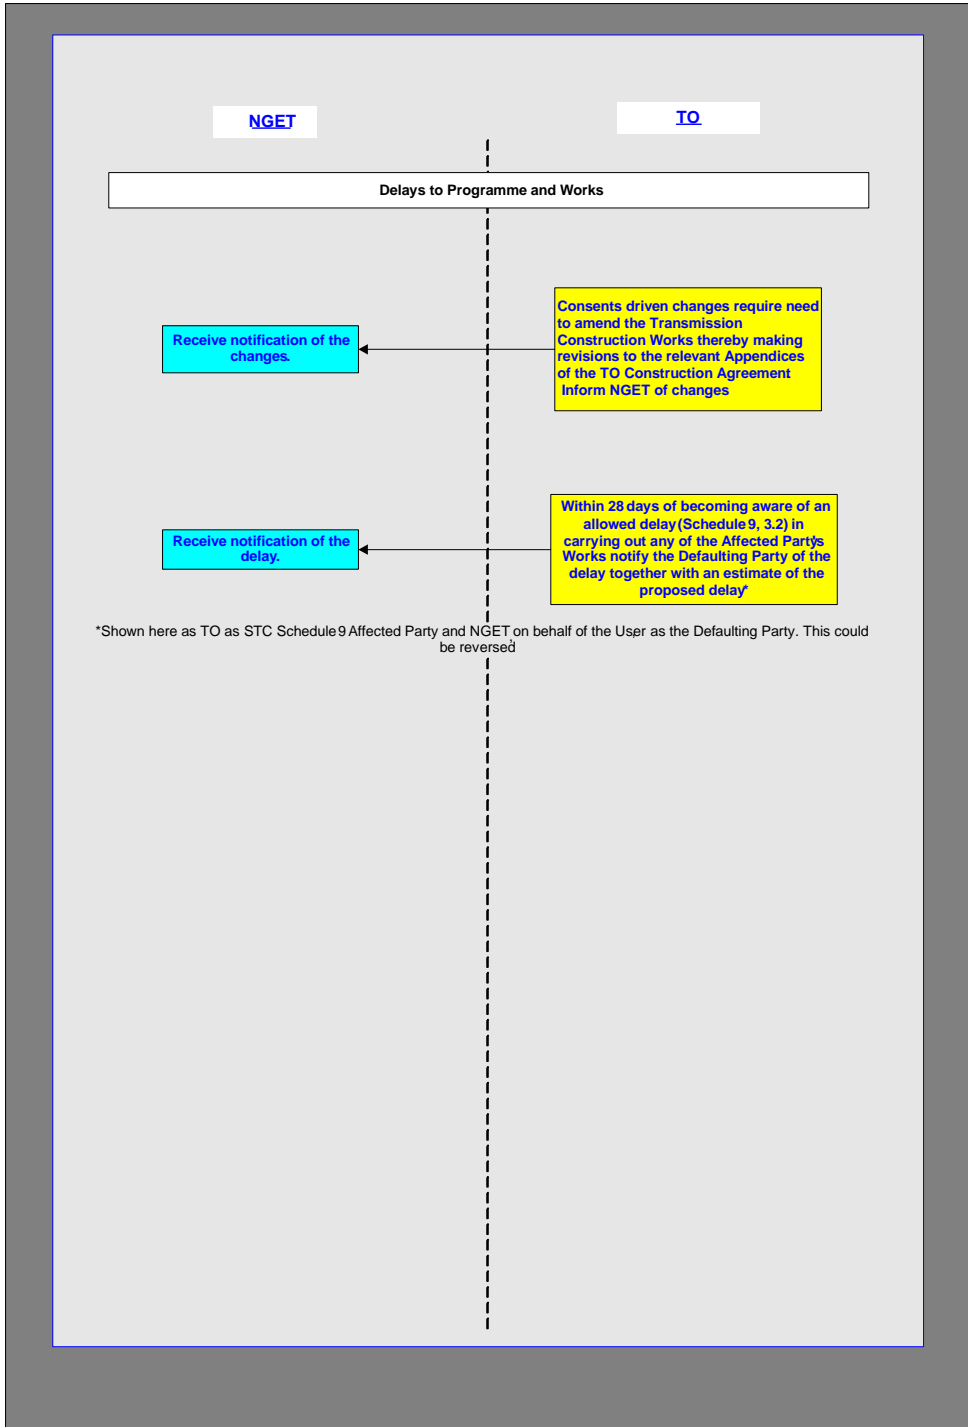 NGET
TO
Delays to Programme and Works
Consents driven changes require need
to amend the Transmission
Construction Works thereby making
revisions to the relevant Appendices
of the TO Construction Agreement
Inform NGET of changes
Receive notification of the
changes.
Within 28 days of becoming aware of an
allowed delay (Schedule 9, 3.2) in
carrying out any of the Affected Party's
Works notify the Defaulting Party of the
delay together with an estimate of the
proposed delay*
Receive notification of the
delay.
*Shown here as TO as STC Schedule 9 Affected Party and NGET, on behalf of the User as the Defaulting Party. This could
be reversed